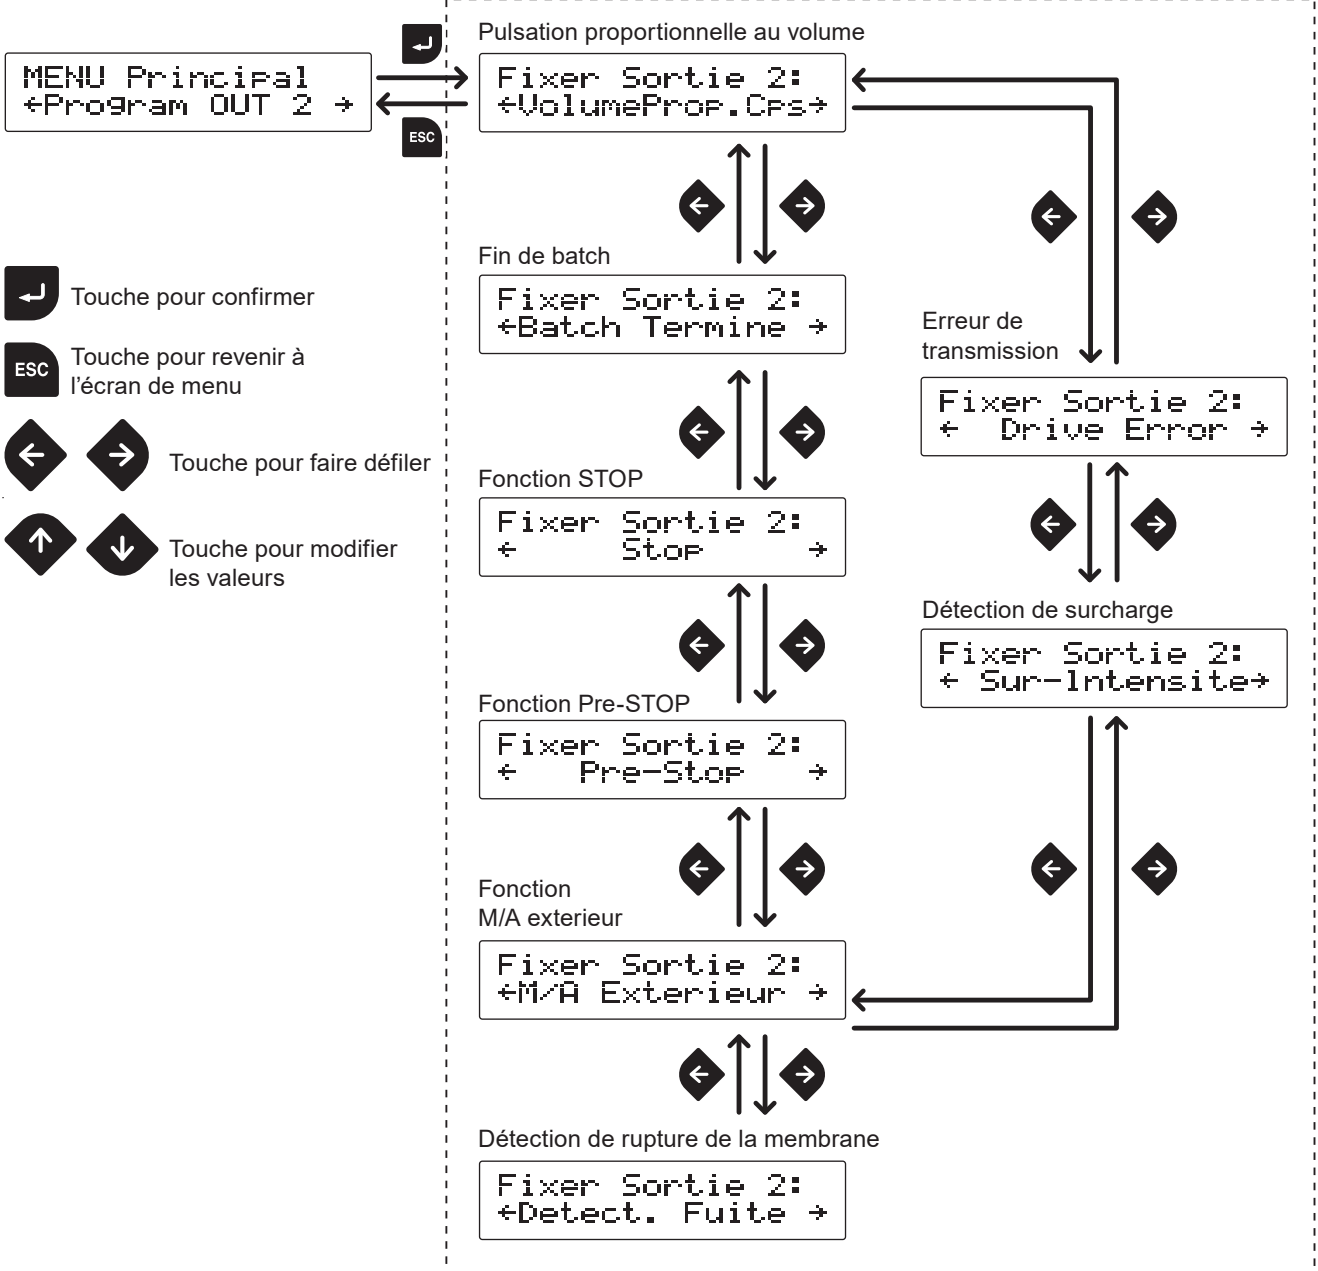 Pulsation proportionnelle au volume
MENU Principal
←Program OUT 2 →
ESC
Fixer Sortie 2:
←VolumeProp.Cps→
Touche pour confirmer
ESC
Touche pour revenir à
l'écran de menu
Touche pour faire défiler
Touche pour modifier
les valeurs
Fin de batch
Fixer Sortie 2:
←Batch Termine →
Fonction STOP
Fixer Sortie 2:
← Stop →
Fonction Pre-STOP
Fixer Sortie 2:
← Pre-Stop →
Fonction
M/A exterieur
Fixer Sortie 2:
←M/A Exterieur →
Détection de rupture de la membrane
Fixer Sortie 2:
←Detect. Fuite →
Erreur de
transmission
Fixer Sortie 2:
← Drive Error →
Détection de surcharge
Fixer Sortie 2:
← Sur-Intensite→